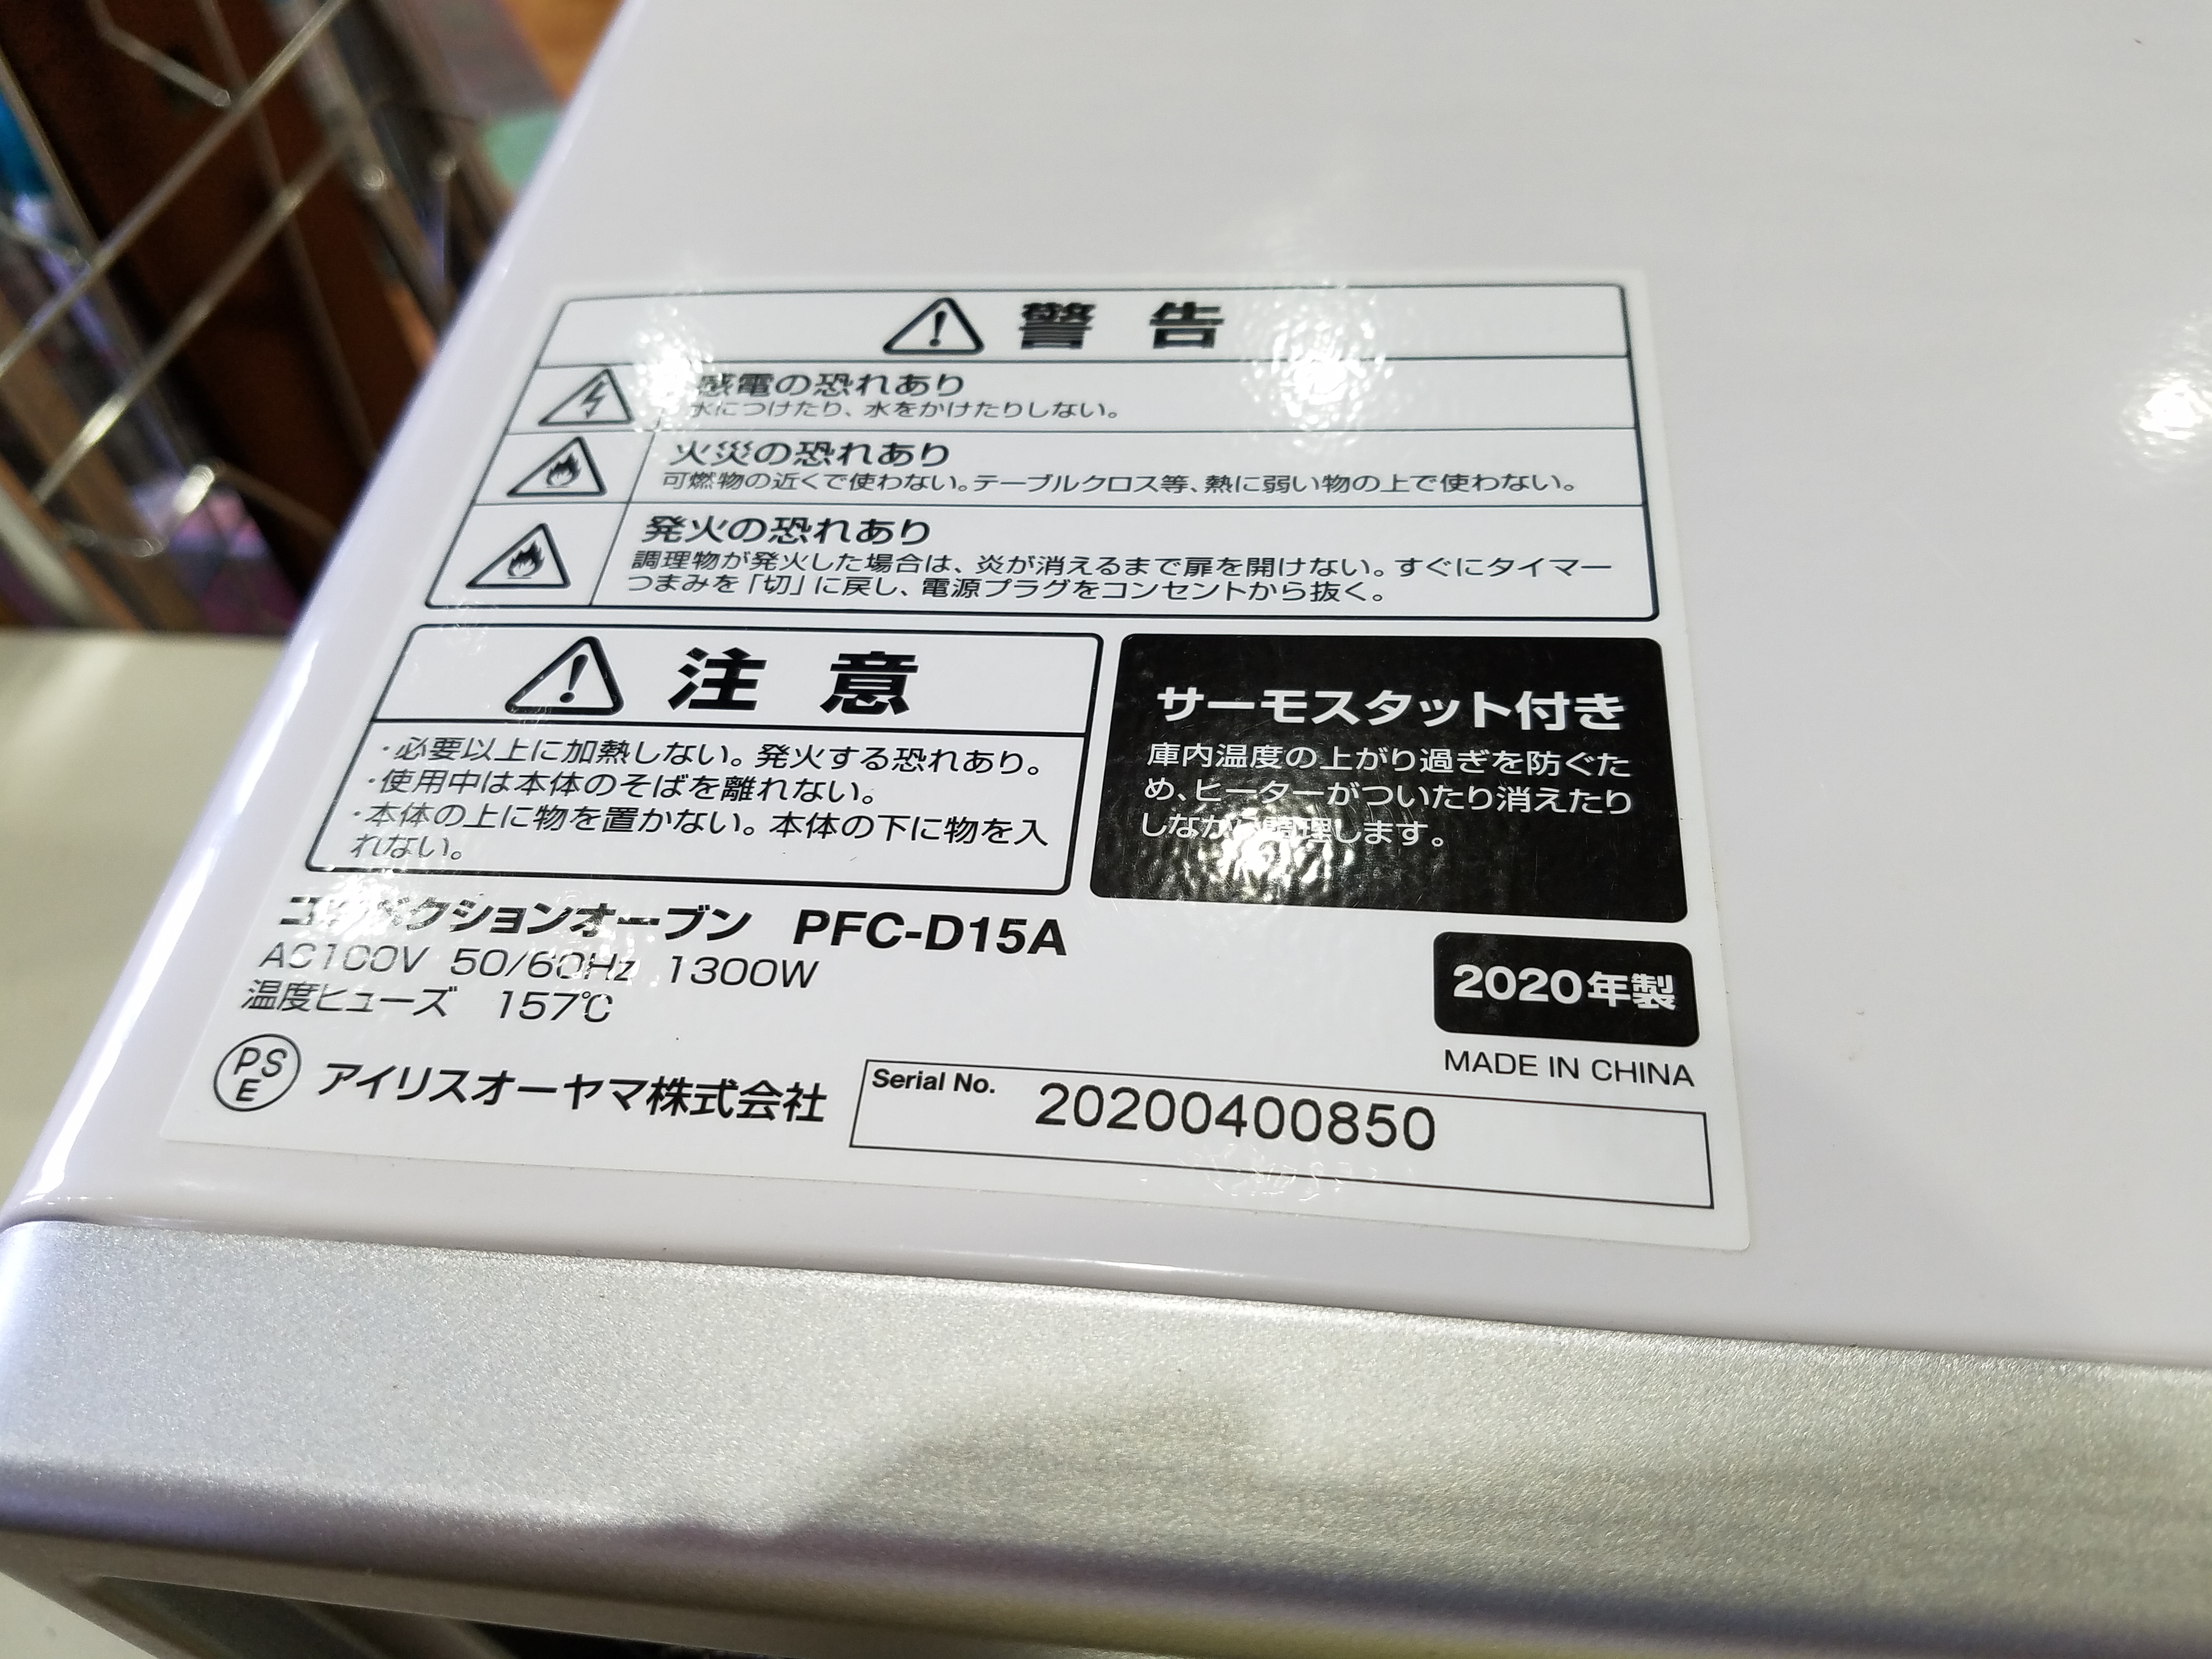 警告
感電の恐れあり
水につけたり、水をかけたりしない。
火災の恐れあり
可燃物の近くで使わない。テーブルクロス等、熱に弱い物の上で使わない。
発火の恐れあり
調理物が発火した場合は、炎が消えるまで扉を開けない。すぐにタイマー
つまみを「切」に戻し、電源プラグをコンセントから抜く。
注意
・必要以上に加熱しない。発火する恐れあり。
・使用中は本体のそばを離れない。
・本体の上に物を置かない。本体の下に物を入
れない。
サーモスタット付き
庫内温度の上がり過ぎを防ぐた
め、ヒーターがついたり消えたり
しながら調理します。
コンベクションオーブン PFC-D15A
AC100V 50/60Hz 1300W
温度ヒューズ 157℃
2020年製
MADE IN CHINA
PSE アイリスオーヤマ株式会社
Serial No. 20200400850